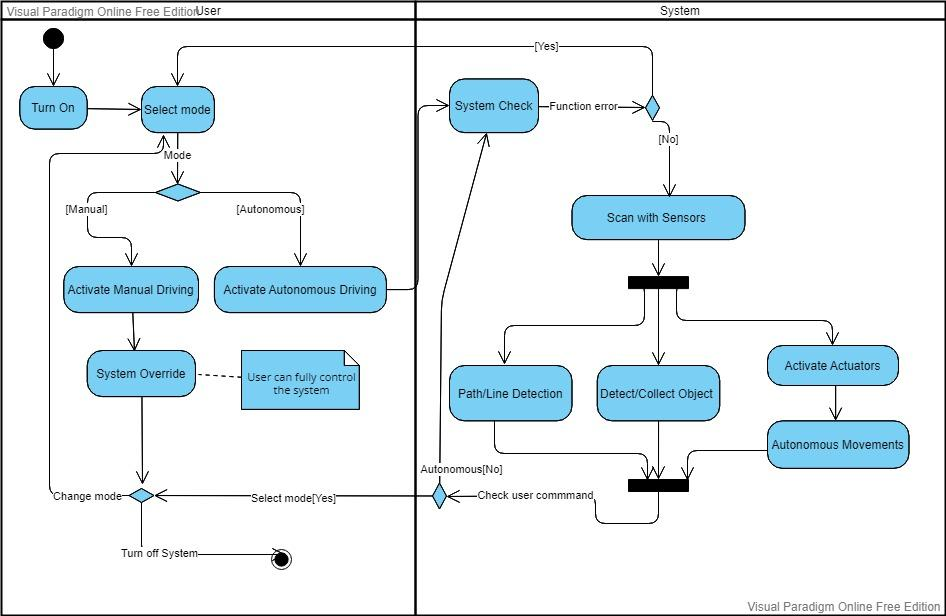 Visual Paradigm Online Free Edition
User
System
[Yes]
Turn On
Select mode
System Check
Function error
[No]
Mode
[Manual]
[Autonomous]
Scan with Sensors
Activate Manual Driving
Activate Autonomous Driving
System Override
User can fully control
the system
Activate Actuators
Path/Line Detection
Detect/Collect Object
Autonomous Movements
Autonomous[No]
Change mode
Select mode[Yes]
Check user commmand
Turn off System
Visual Paradigm Online Free Edition